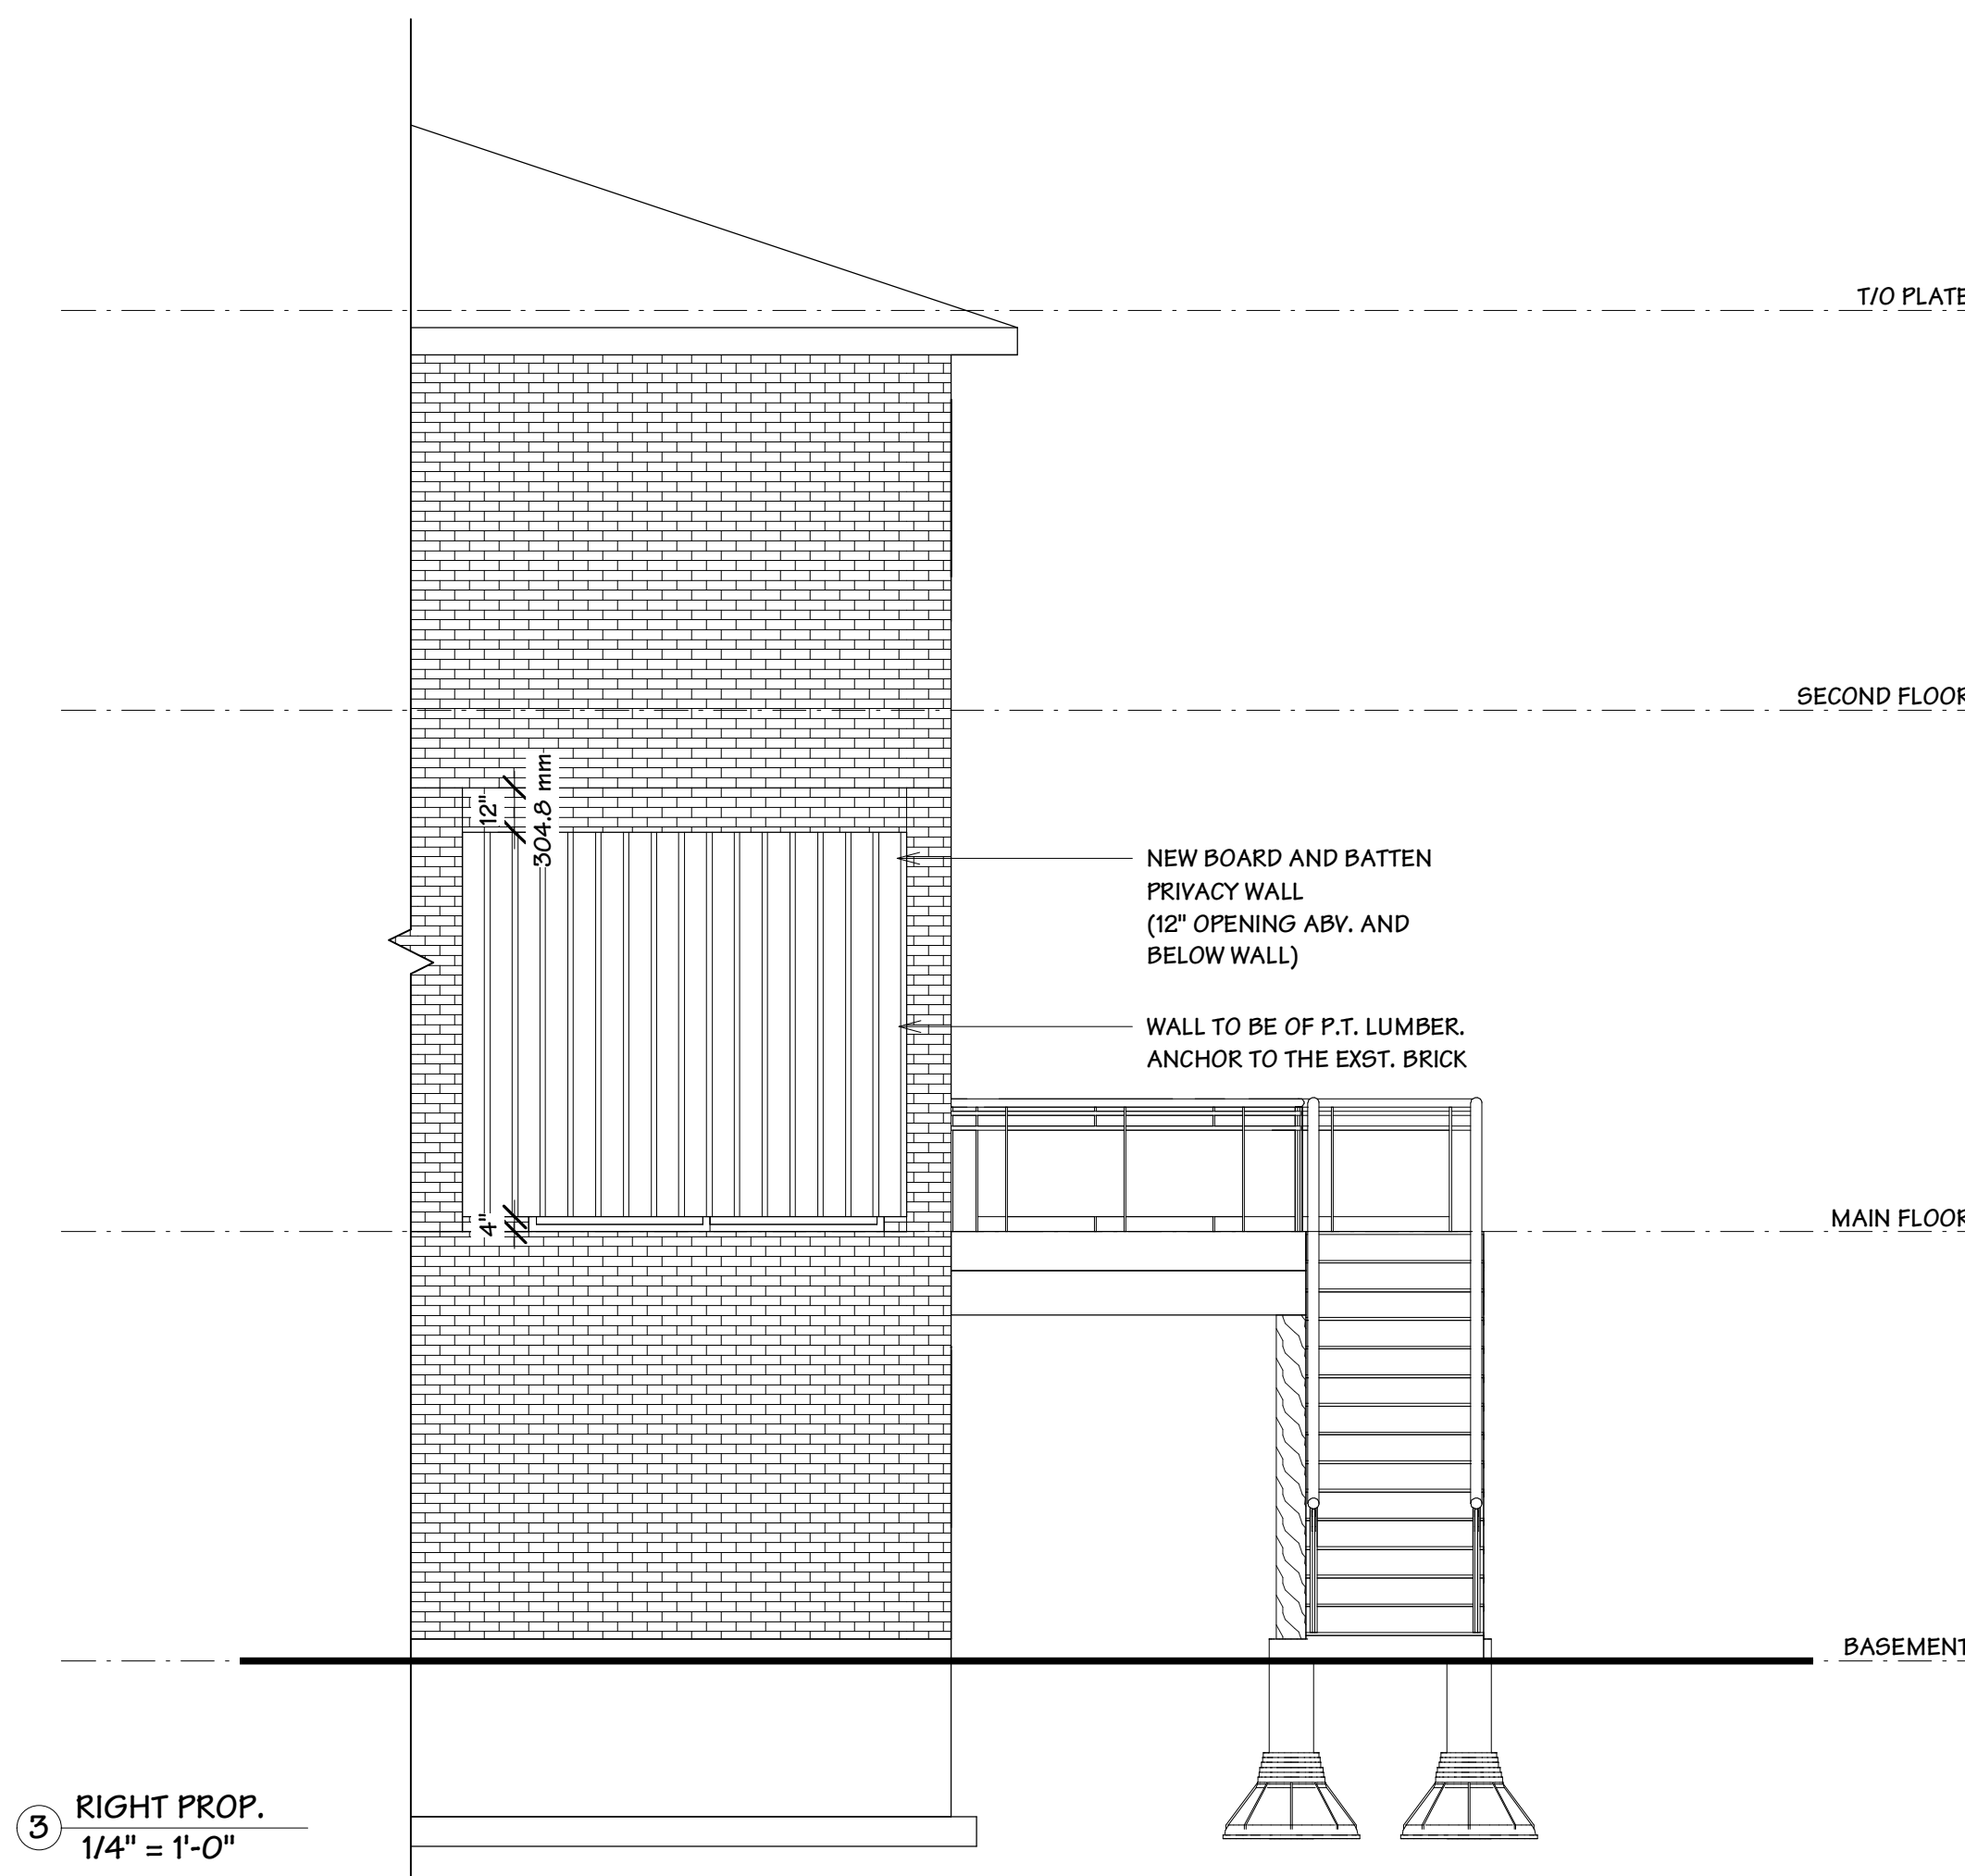 T/O PLATE
SECOND FLOOR
12"
304.8 mm
NEW BOARD AND BATTEN
PRIVACY WALL
(12" OPENING ABV. AND
BELOW WALL)
WALL TO BE OF P.T. LUMBER.
ANCHOR TO THE EXST. BRICK
4"
MAIN FLOOR
BASEMENT
3
RIGHT PROP.
1/4" = 1'-0"